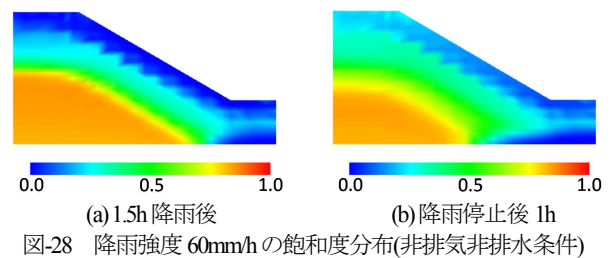 0.0 0.5 1.0 0.0 0.5 1.0
(a) 1.5h 降雨後 (b) 降雨停止後 1h
図-28 降雨強度 60mm/h の飽和度分布(非排気非排水条件)